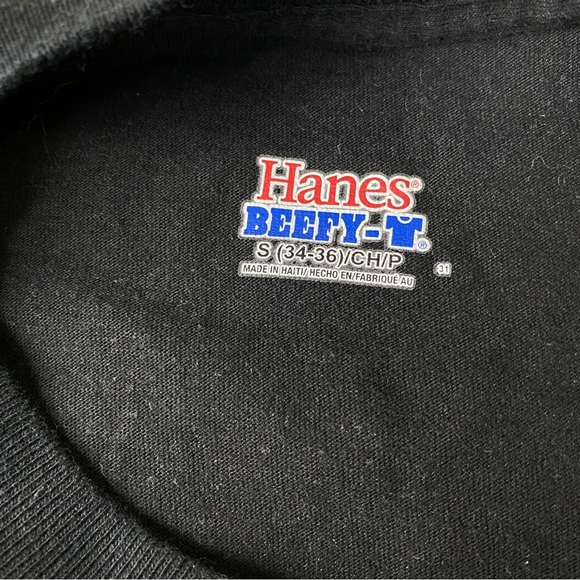 Hanes®
BEEFY-T®
S (34-36)/CH/P
MADE IN HAITI/ HECHO EN/FABRIQUÉ AU
31